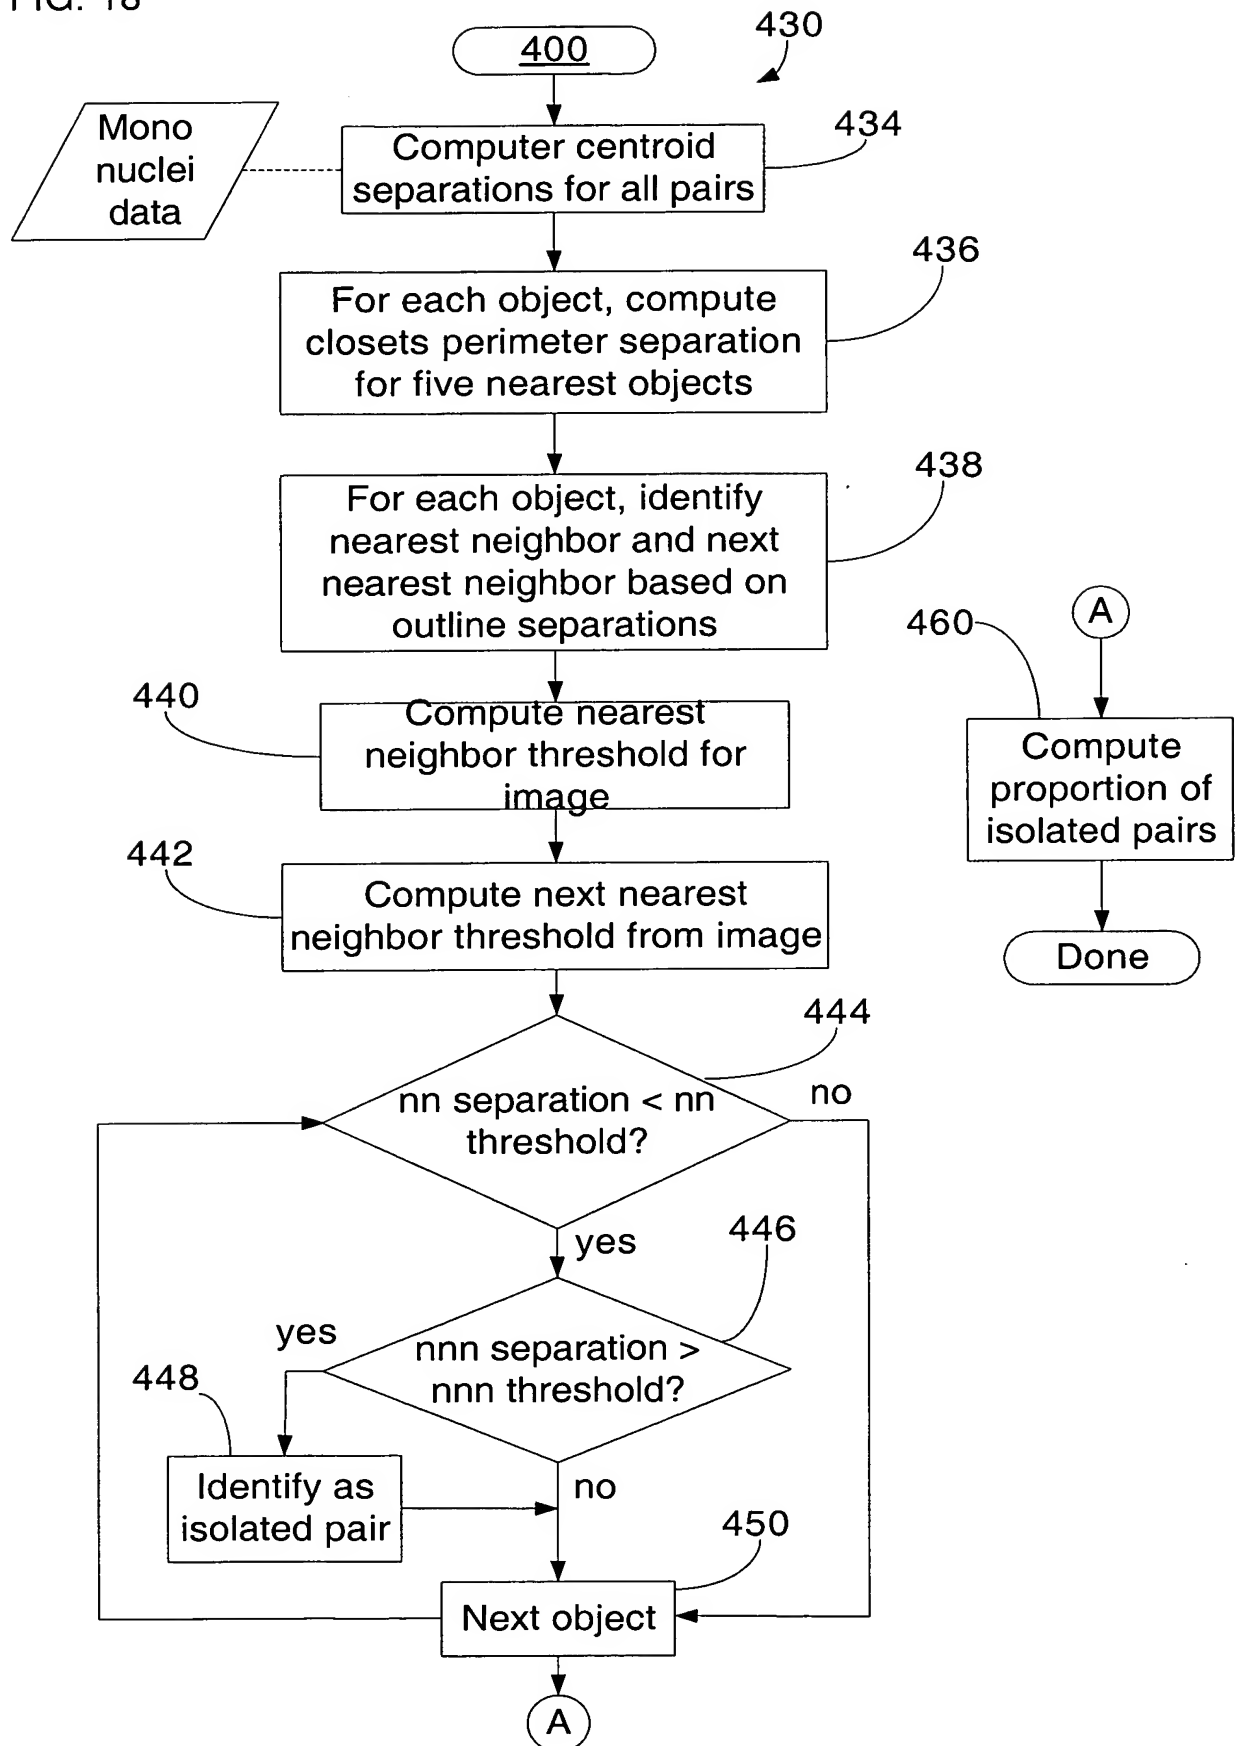 FIG. 18
400
430
Mono
nuclei
data
Computer centroid
separations for all pairs
434
For each object, compute
closets perimeter separation
for five nearest objects
436
For each object, identify
nearest neighbor and next
nearest neighbor based on
outline separations
438
440
Compute nearest
neighbor threshold for
image
442
Compute next nearest
neighbor threshold from image
444
nn separation < nn
threshold?
no
yes
446
nnn separation >
nnn threshold?
yes
448
Identify as
isolated pair
no
450
Next object
A
A
460
Compute
proportion of
isolated pairs
Done